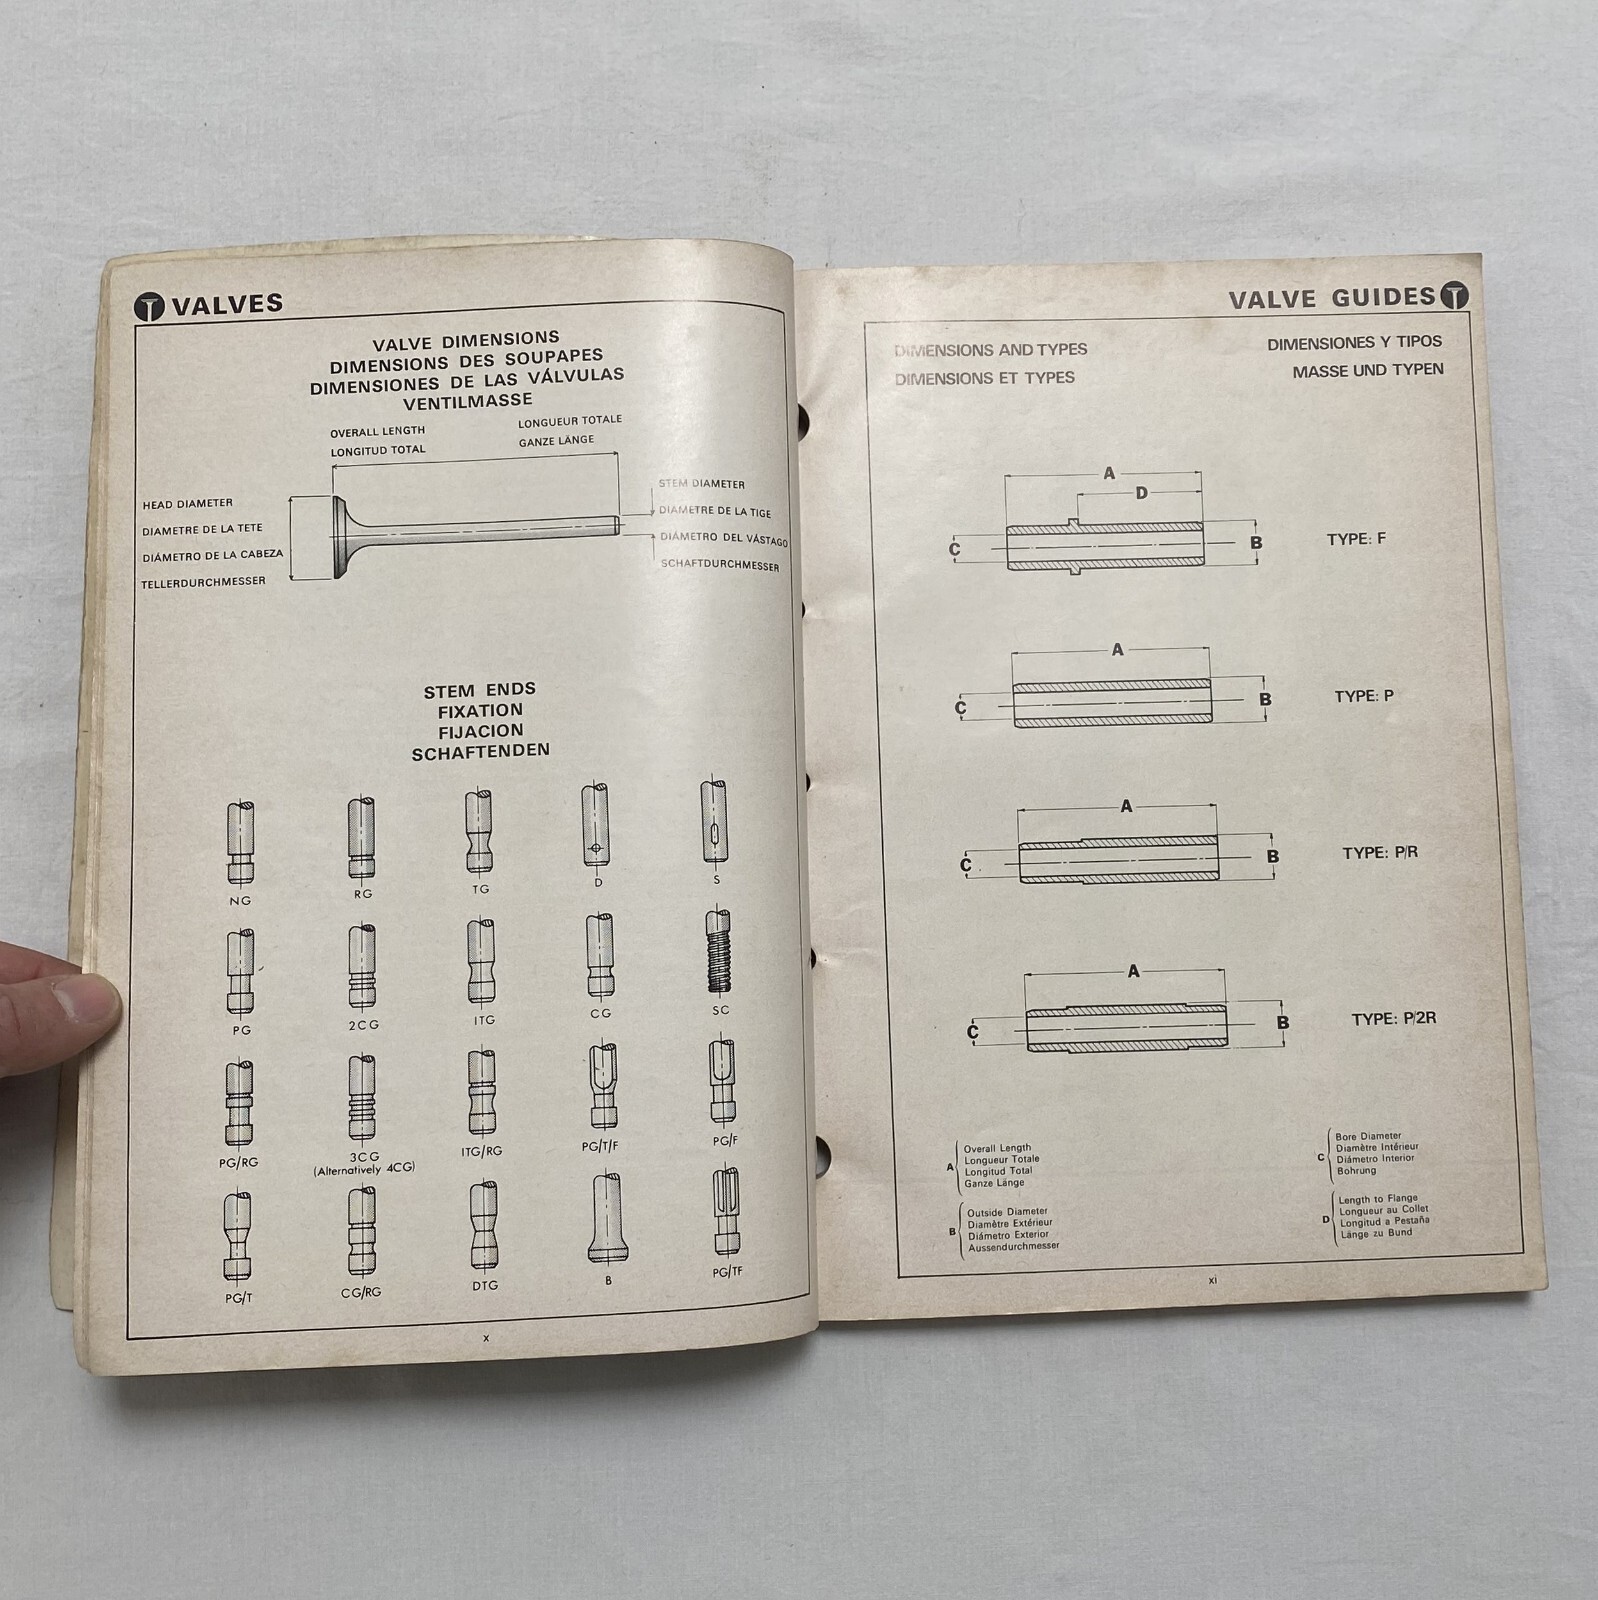 VALVES
VALVE DIMENSIONS
DIMENSIONS DES SOUPAPES
DIMENSIONES DE LAS VÁLVULAS
VENTILMASSE
OVERALL LENGTH
LONGITUD TOTAL
LONGUEUR TOTALE
GANZE LÄNGE
HEAD DIAMETER
DIAMETRE DE LA TETE
DIÁMETRO DE LA CABEZA
TELLERDURCHMESSER
STEM DIAMETER
DIAMETRE DE LA TIGE
DIÁMETRO DEL VÁSTAGO
SCHAFTDURCHMESSER
STEM ENDS
FIXATION
FIJACION
SCHAFTENDEN
NG
RG
TG
D
S
PG
2CG
ITG
CG
SC
PG/RG
3CG
(Alternatively 4CG)
ITG/RG
PG/T/F
PG/F
PG/T
CG/RG
DTG
B
PG/TF
x
VALVE GUIDES
DIMENSIONS AND TYPES
DIMENSIONS ET TYPES
DIMENSIONES Y TIPOS
MASSE UND TYPEN
A
D
C
B
TYPE: F
A
C
B
TYPE: P
A
C
B
TYPE: P/R
A
C
B
TYPE: P/2R
A
Overall Length
Longueur Totale
Longitud Total
Ganze Länge
B
Outside Diameter
Diamètre Extérieur
Diámetro Exterior
Aussendurchmesser
C
Bore Diameter
Diamètre Intérieur
Diámetro Interior
Bohrung
D
Length to Flange
Longueur au Collet
Longitud a Pestaña
Länge zu Bund
xi